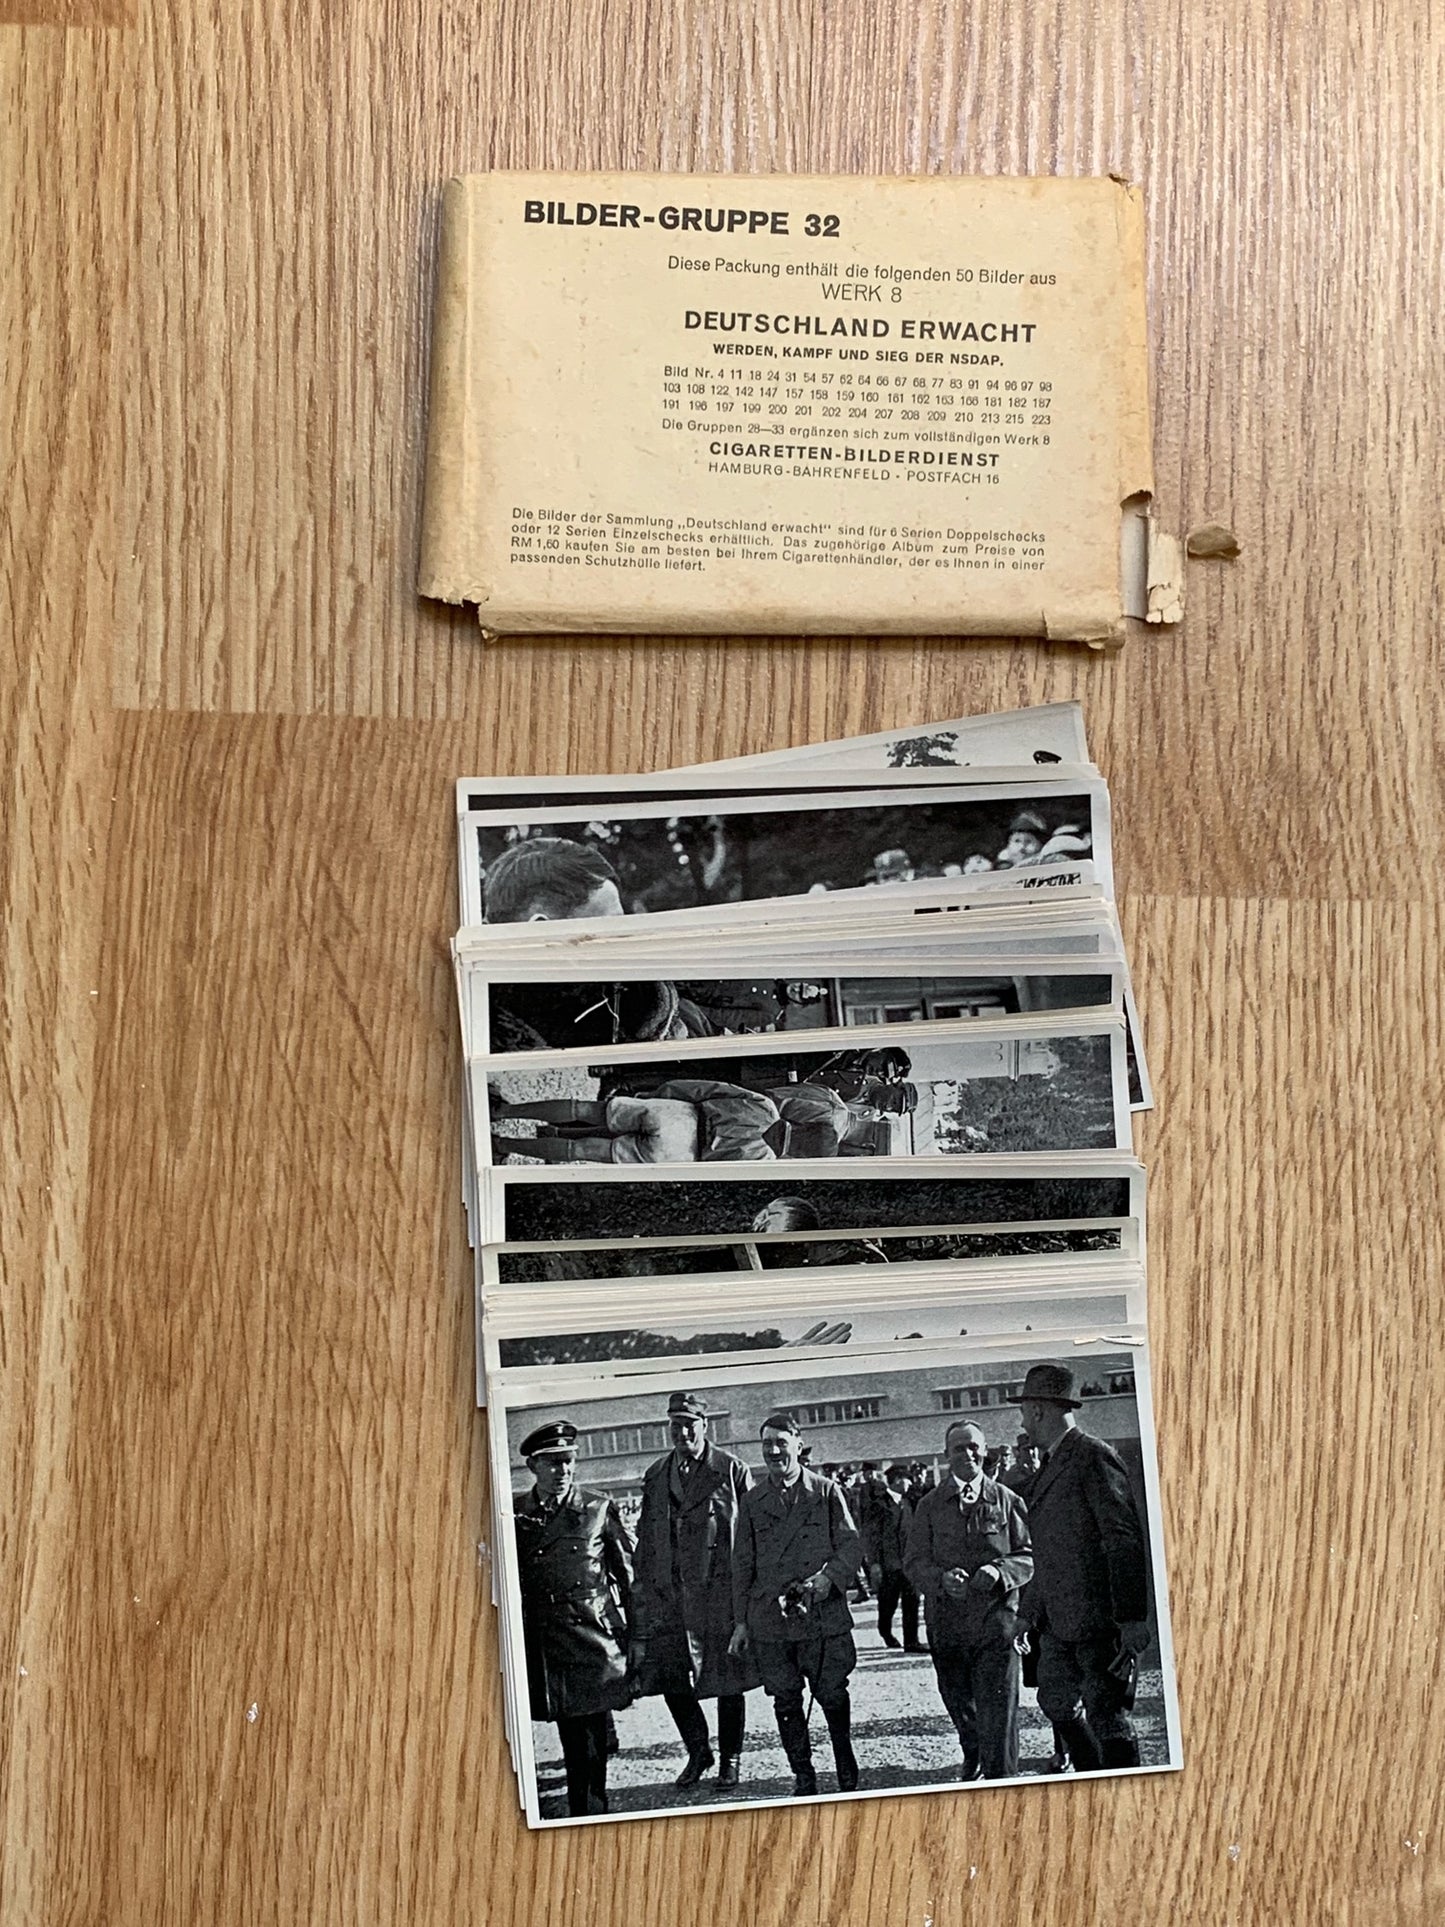 BILDER-GRUPPE 32
Diese Packung enthält die folgenden 50 Bilder aus
WERK 8
DEUTSCHLAND ERWACHT
WERDEN, KAMPF UND SIEG DER NSDAP.
Bild Nr. 4 11 18 24 31 54 57 62 64 66 67 68 77 83 91 94 96 97 98
103 108 122 142 147 157 158 159 160 161 162 163 166 181 182 187
191 196 197 199 200 201 202 204 207 208 209 210 213 215 223
Die Gruppen 28—33 ergänzen sich zum vollständigen Werk 8
CIGARETTEN-BILDERDIENST
HAMBURG-BAHRENFELD · POSTFACH 16
Die Bilder der Sammlung „Deutschland erwacht" sind für 6 Serien Doppelschecks
oder 12 Serien Einzelschecks erhältlich. Das zugehörige Album zum Preise von
RM 1,60 kaufen Sie am besten bei Ihrem Cigarettenhändler, der es Ihnen in einer
passenden Schutzhülle liefert.